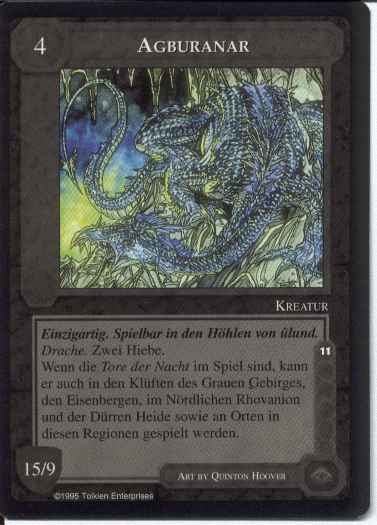 4
AGBURANAR
KREATUR
Einzigartig. Spielbar in den Höhlen von ûlund.
Drache. Zwei Hiebe.
Wenn die Tore der Nacht im Spiel sind, kann
er auch in den Klüften des Grauen Gebirges,
den Eisenbergen, im Nördlichen Rhovanion
und der Dürren Heide sowie an Orten in
diesen Regionen gespielt werden.
11
15/9
ART BY QUINTON HOOVER
©1995 Tolkien Enterprises